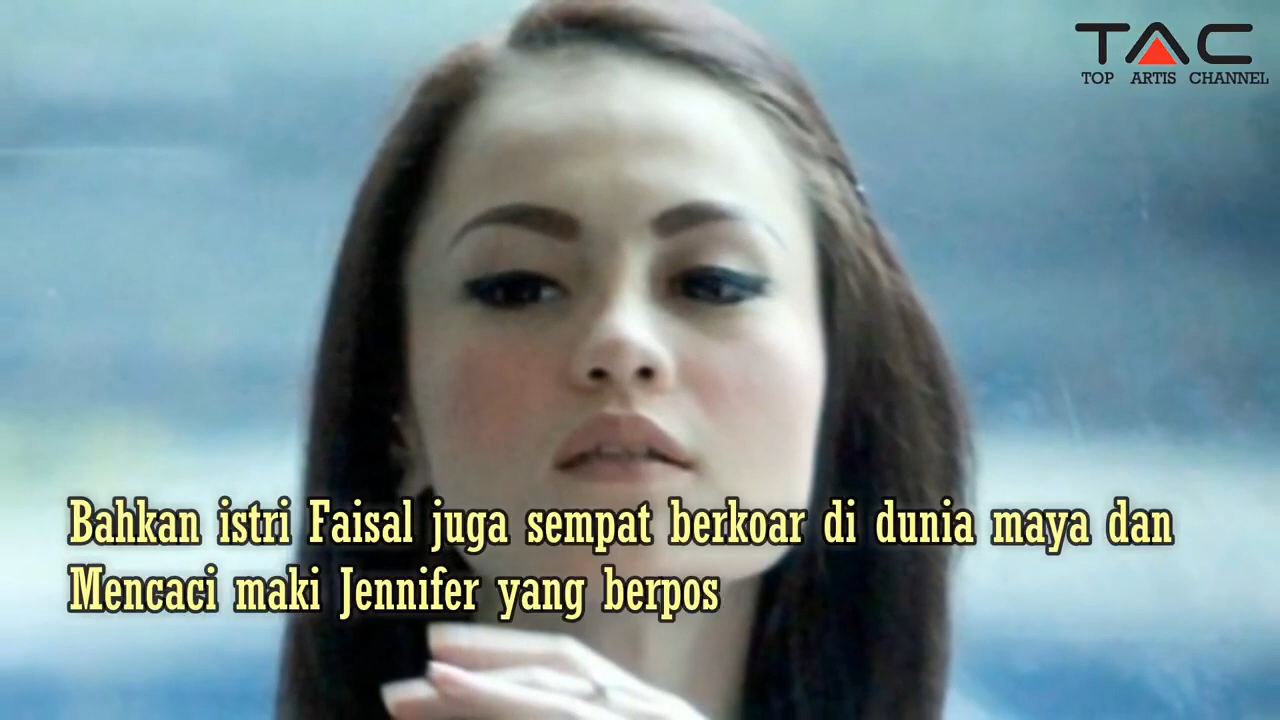 TAC
TOP ARTIS CHANNEL
Bahkan istri Faisal juga sempat berkoar di dunia maya dan
Mencaci maki Jennifer yang berpos